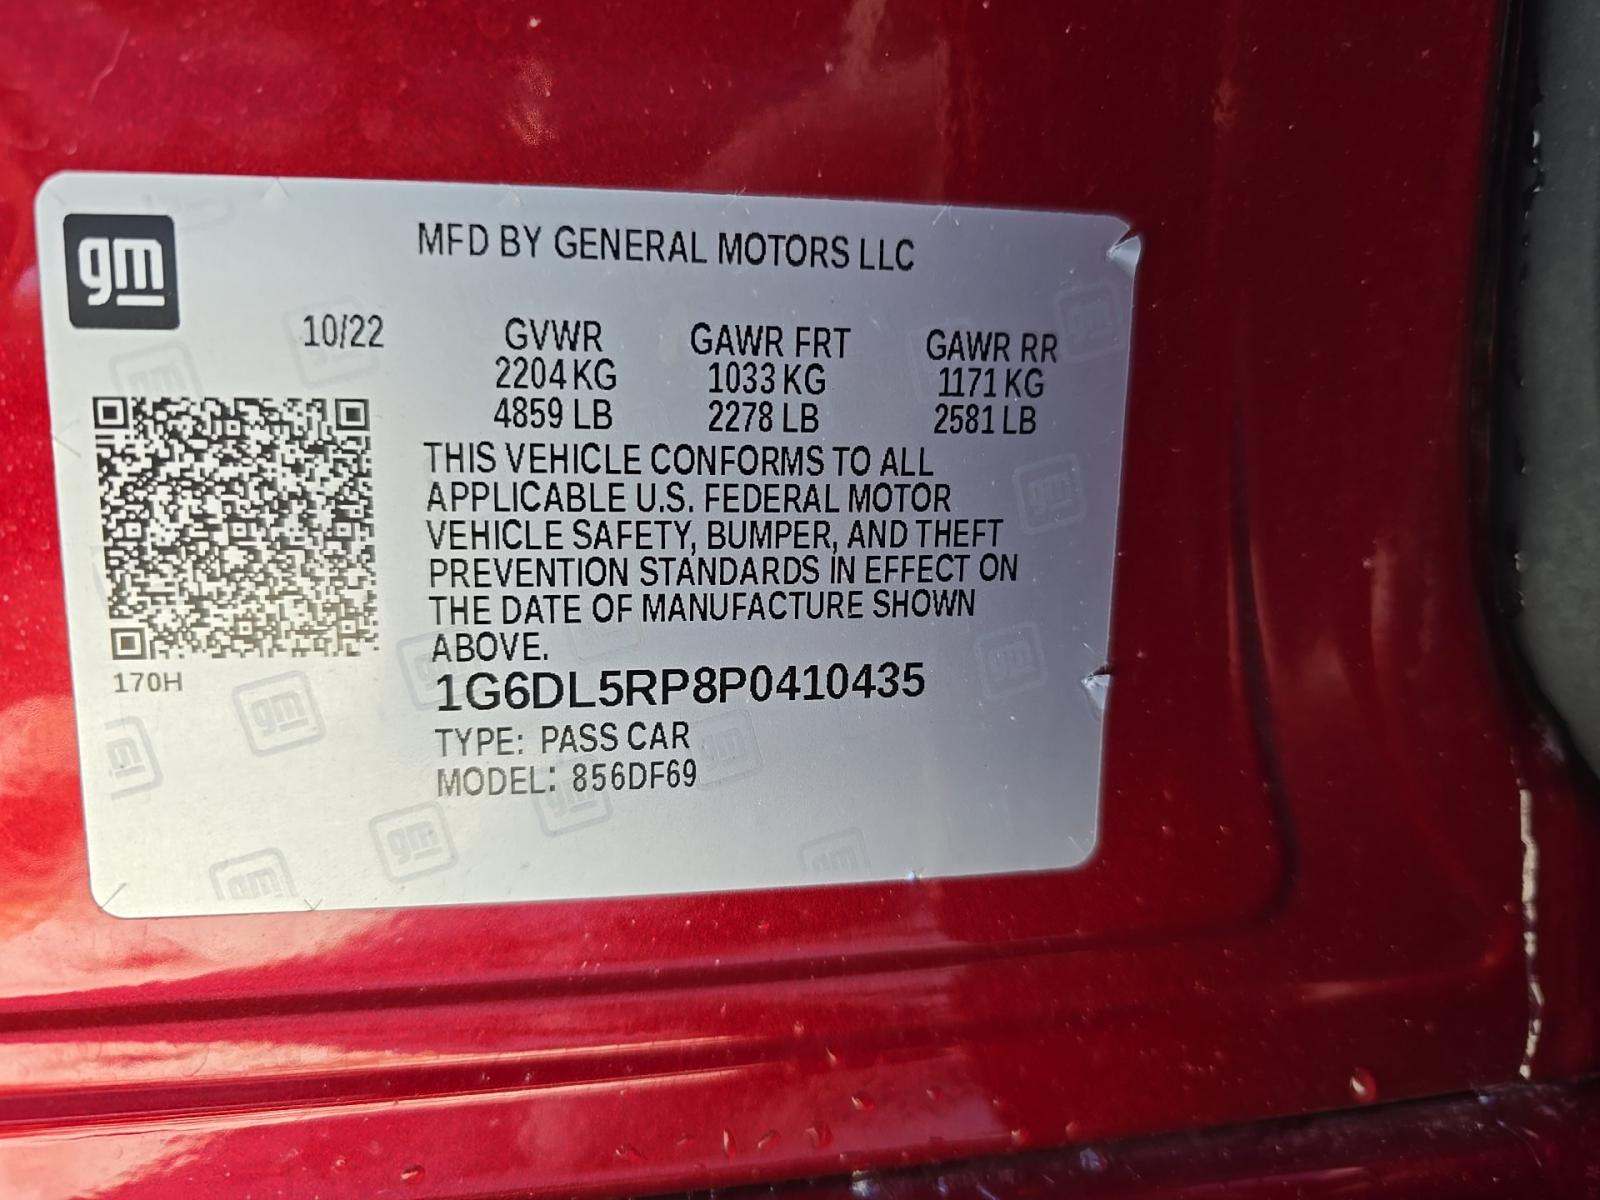 gm
MFD BY GENERAL MOTORS LLC
10/22
GVWR GAWR FRT GAWR RR
2204 KG 1033 KG 1171 KG
4859 LB 2278 LB 2581 LB
THIS VEHICLE CONFORMS TO ALL
APPLICABLE U.S. FEDERAL MOTOR
VEHICLE SAFETY, BUMPER, AND THEFT
PREVENTION STANDARDS IN EFFECT ON
THE DATE OF MANUFACTURE SHOWN
ABOVE.
170H
1G6DL5RP8P0410435
TYPE: PASS CAR
MODEL: 856DF69